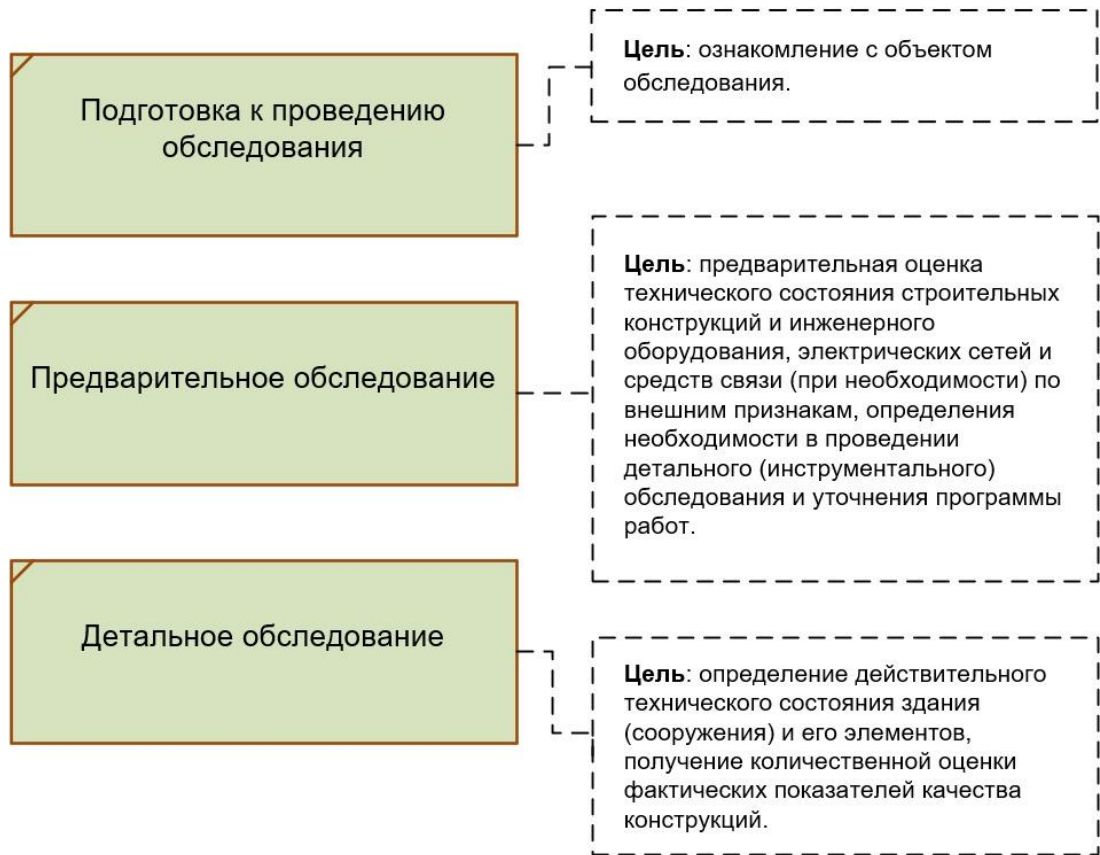 Подготовка к проведению
обследования
Цель: ознакомление с объектом
обследования.
Предварительное обследование
Цель: предварительная оценка
технического состояния строительных
конструкций и инженерного
оборудования, электрических сетей и
средств связи (при необходимости) по
внешним признакам, определения
необходимости в проведении
детального (инструментального)
обследования и уточнения программы
работ.
Детальное обследование
Цель: определение действительного
технического состояния здания
(сооружения) и его элементов,
получение количественной оценки
фактических показателей качества
конструкций.